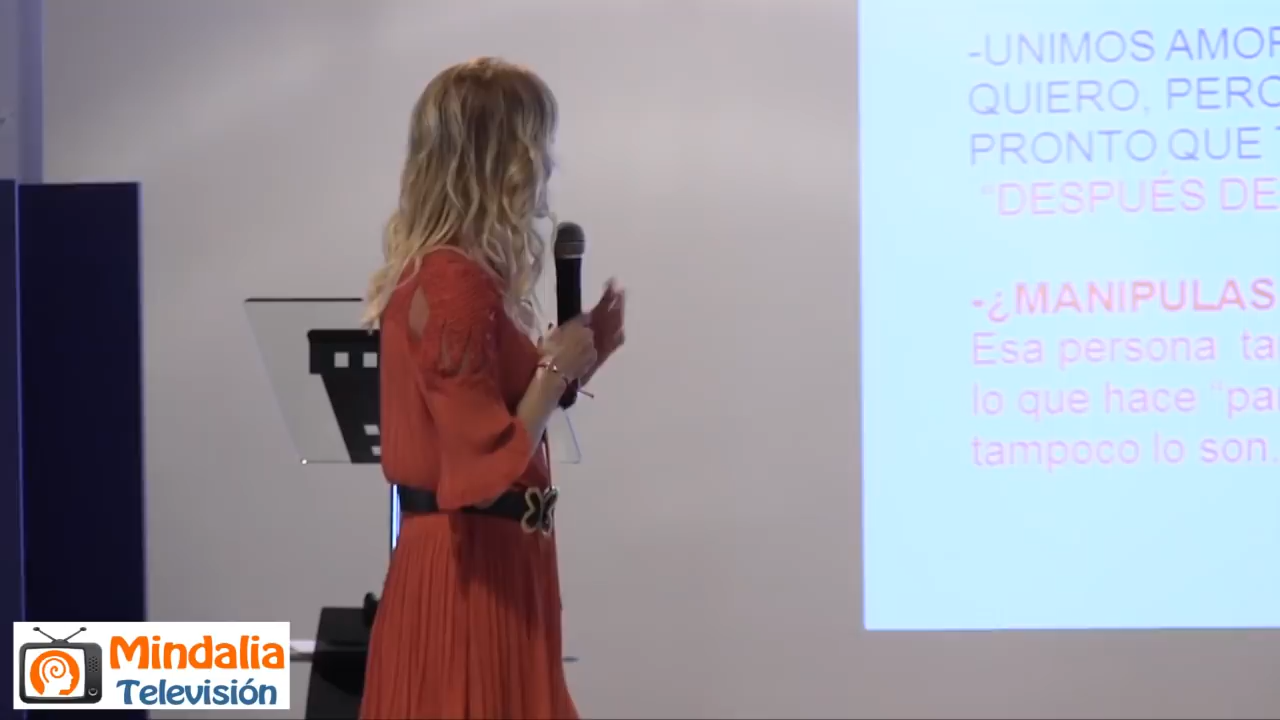 -UNIMOS AMOR
QUIERO, PERO
PRONTO QUE
"DESPUÉS DE
-¿MANIPULAS
Esa persona ta
lo que hace "pa
tampoco lo son.
Mindalia
Televisión